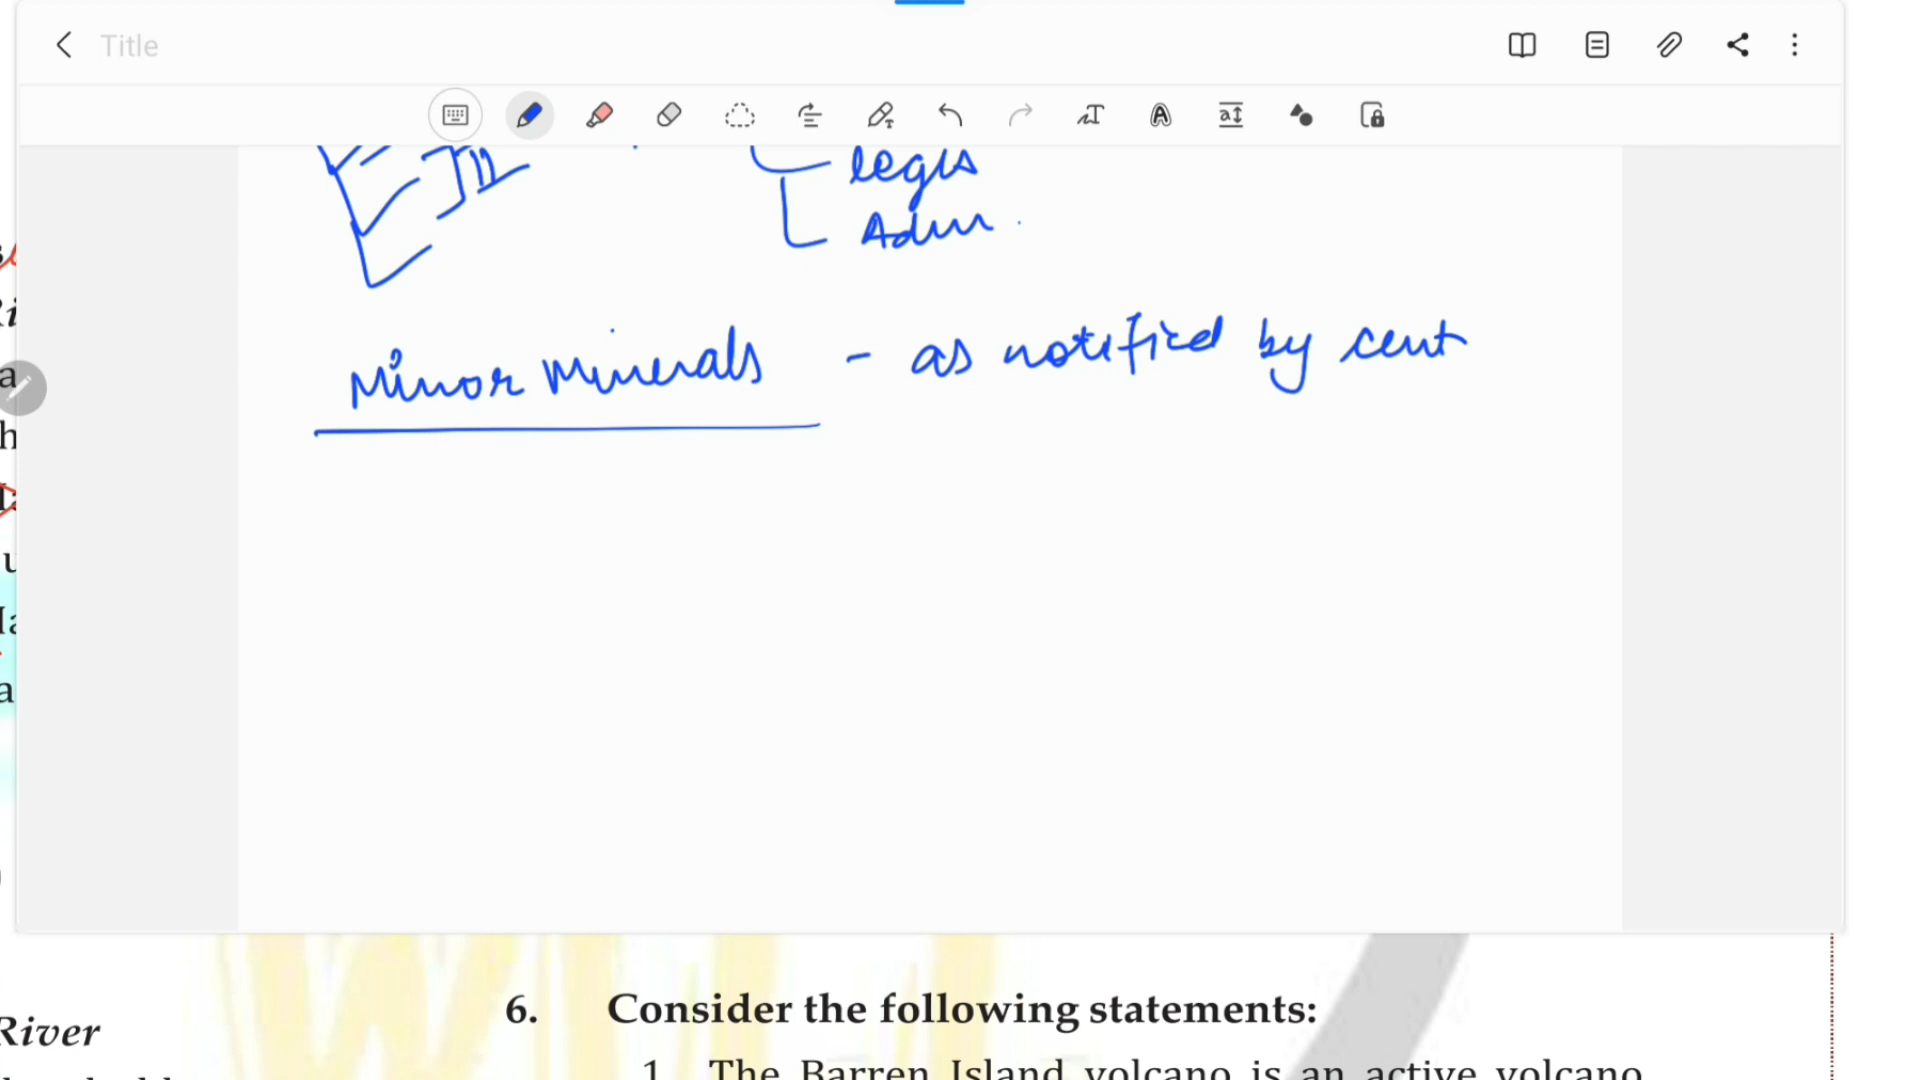 Title
legis
Adm.
Minor Minerals - as notified by cent
River
6. Consider the following statements:
1. The Barren Island volcano is an active volcano